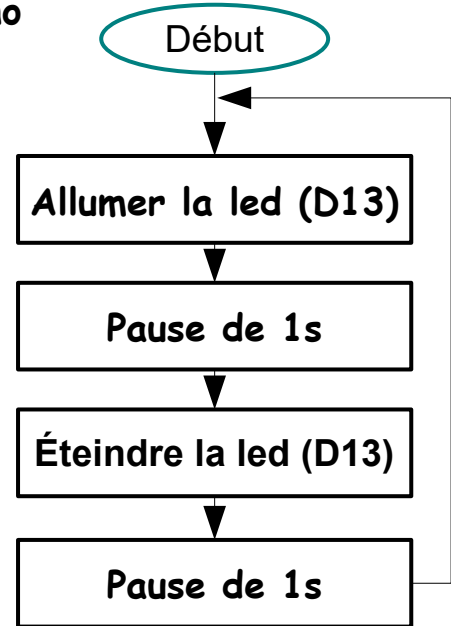 Début
Allumer la led (D13)
Pause de 1s
Éteindre la led (D13)
Pause de 1s